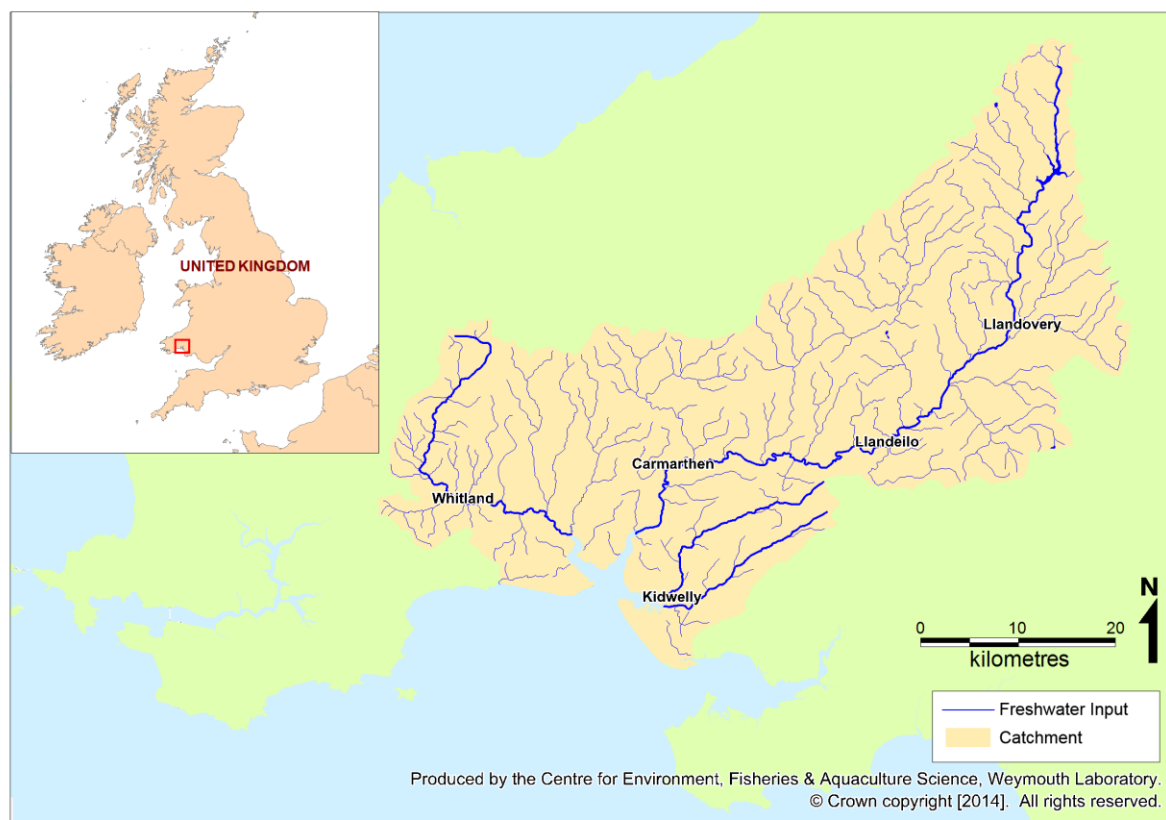 UNITED KINGDOM
Llandovery
Llandeilo
Carmarthen
Whitland
Kidwelly
N
0 10 20
kilometres
Freshwater Input
Catchment
Produced by the Centre for Environment, Fisheries & Aquaculture Science, Weymouth Laboratory.
© Crown copyright [2014]. All rights reserved.